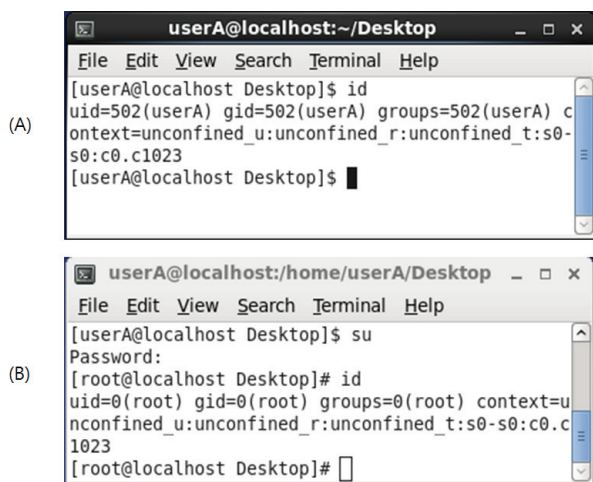 (A)
userA@localhost:~/Desktop
File Edit View Search Terminal Help
[userA@localhost Desktop]$ id
uid=502(userA) gid=502(userA) groups=502(userA) c
ontext=unconfined_u:unconfined_r:unconfined_t:s0-
s0:c0.c1023
[userA@localhost Desktop]$
(B)
userA@localhost:/home/userA/Desktop
File Edit View Search Terminal Help
[userA@localhost Desktop]$ su
Password:
[root@localhost Desktop]# id
uid=0(root) gid=0(root) groups=0(root) context=u
nconfined_u:unconfined_r:unconfined_t:s0-s0:c0.c
1023
[root@localhost Desktop]#